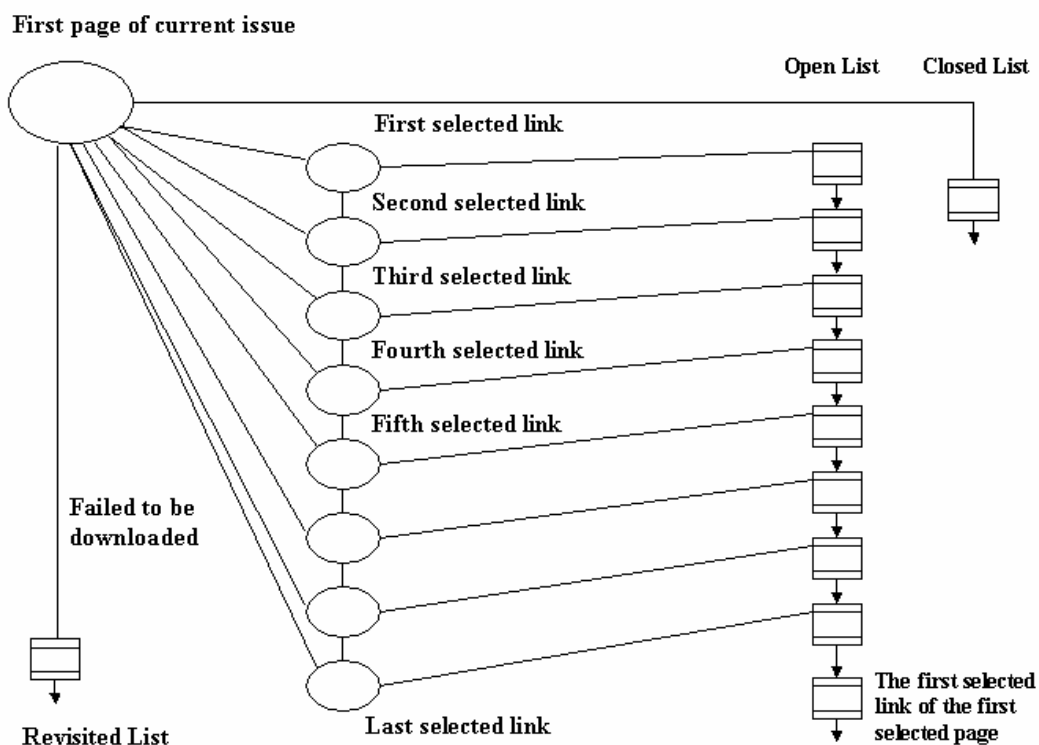 First page of current issue
Open List
Closed List
First selected link
Second selected link
Third selected link
Fourth selected link
Fifth selected link
Failed to be
downloaded
Last selected link
The first selected
link of the first
selected page
Revisited List